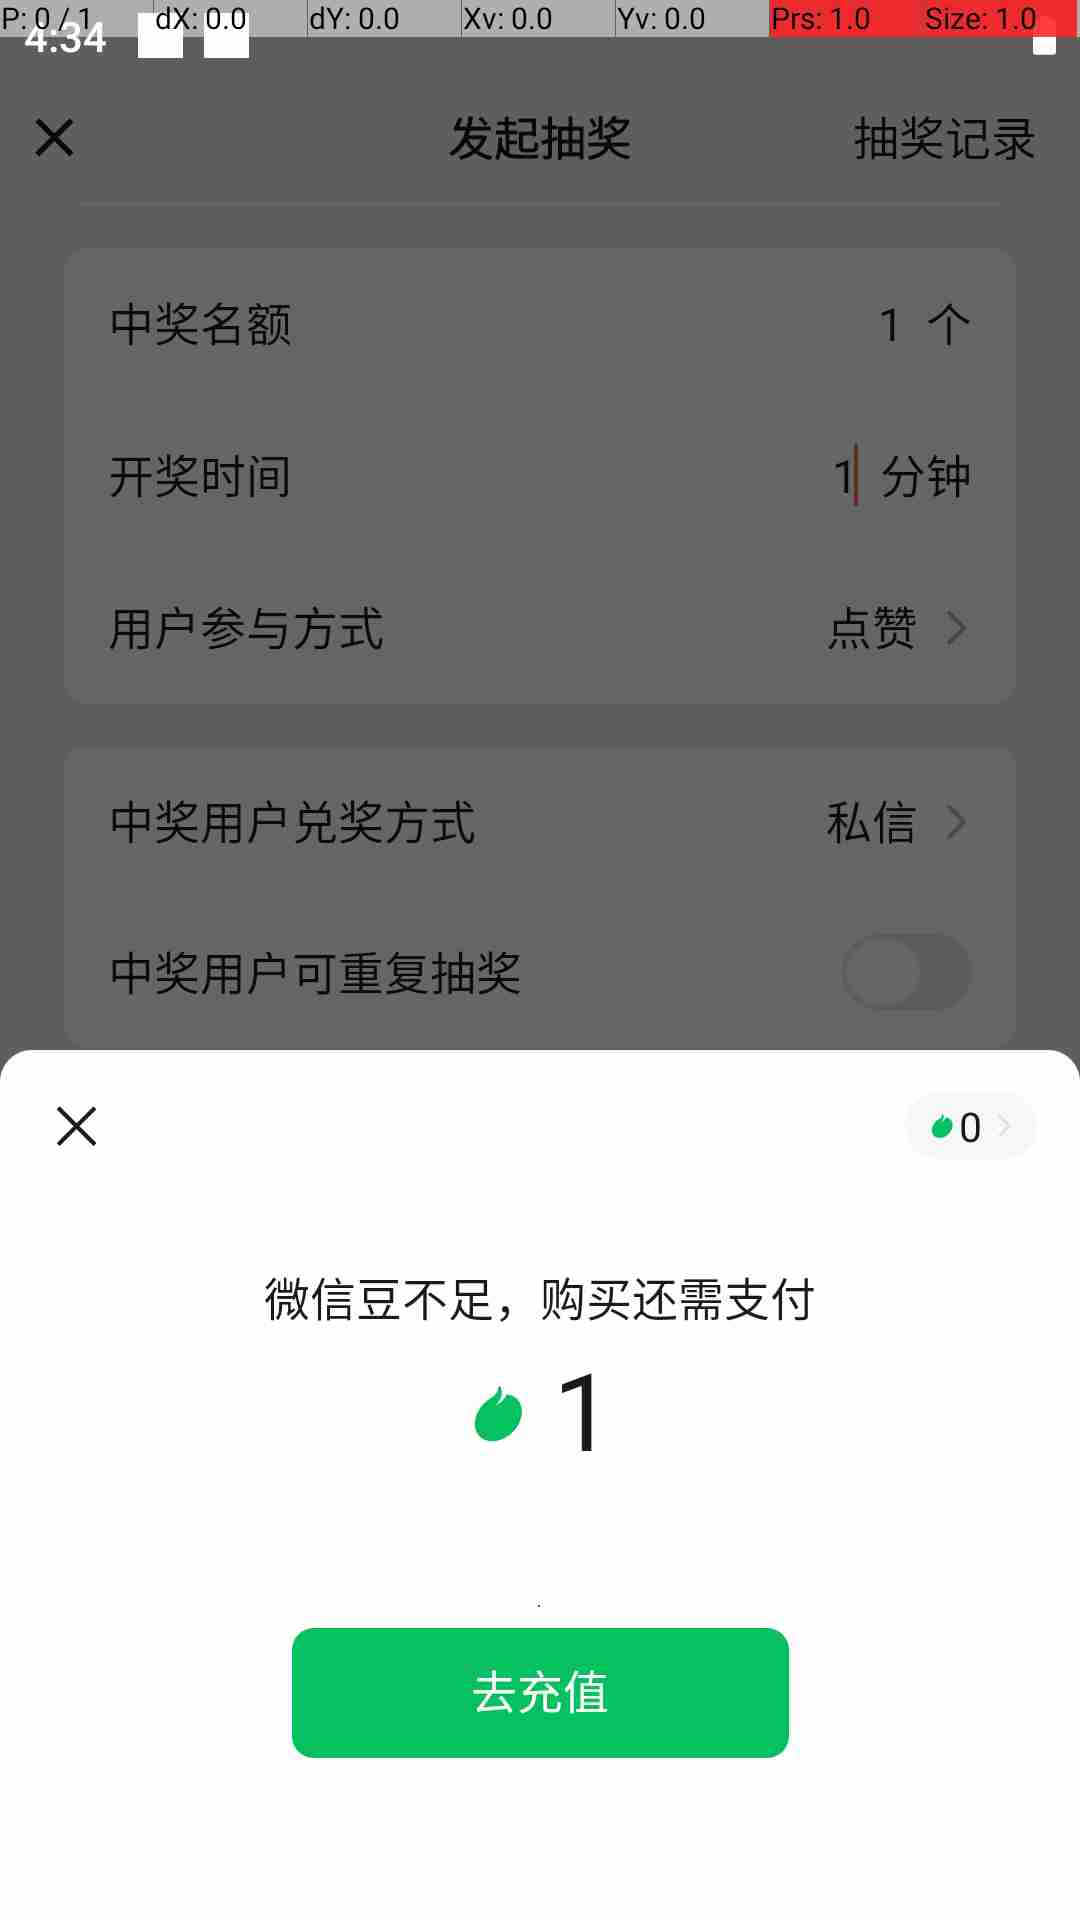 P: 0 / 1 dX: 0.0 dY: 0.0 Xv: 0.0 Yv: 0.0 Prs: 1.0 Size: 1.0
4:34
发起抽奖 抽奖记录
中奖名额 1 个
开奖时间 1 分钟
用户参与方式 点赞
中奖用户兑奖方式 私信
中奖用户可重复抽奖
0
微信豆不足，购买还需支付
1
去充值